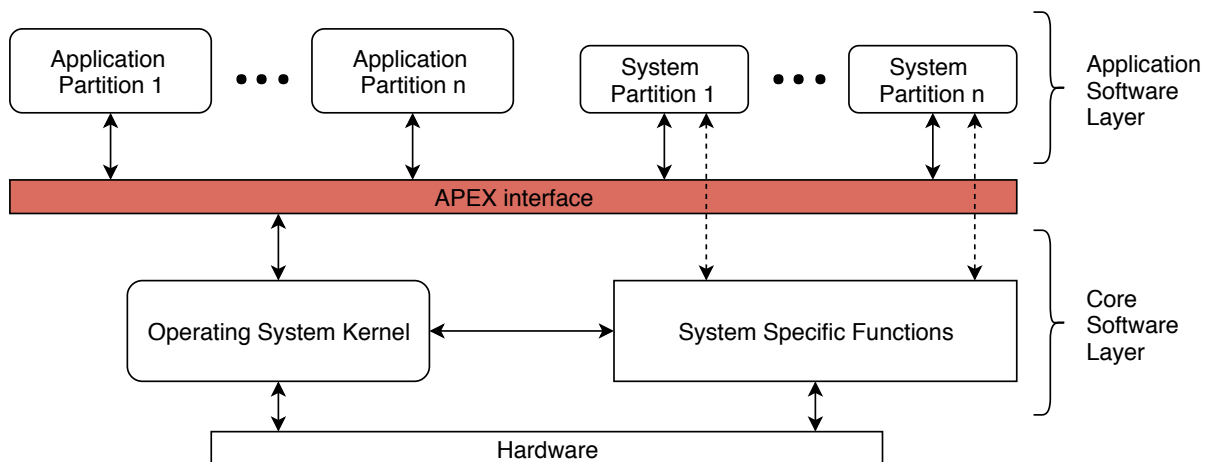 Application
Partition 1
Application
Partition n
System
Partition 1
System
Partition n
Application
Software
Layer
APEX interface
Operating System Kernel
System Specific Functions
Core
Software
Layer
Hardware